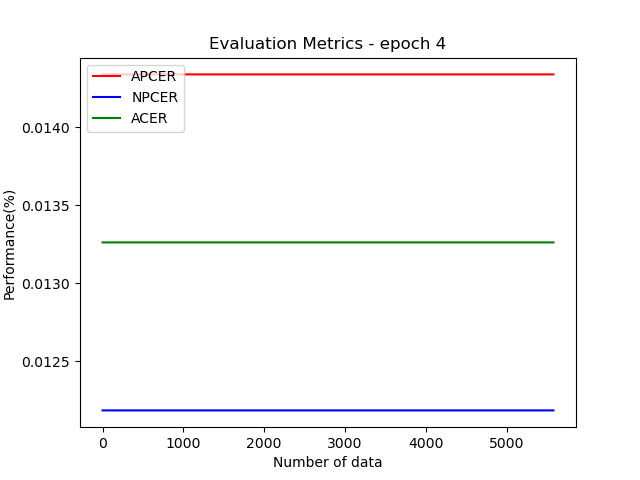 Evaluation Metrics - epoch 4
APCER
NPCER
ACER
0.0140
0.0135
0.0130
0.0125
Performance(%)
0
1000
2000
3000
4000
5000
Number of data